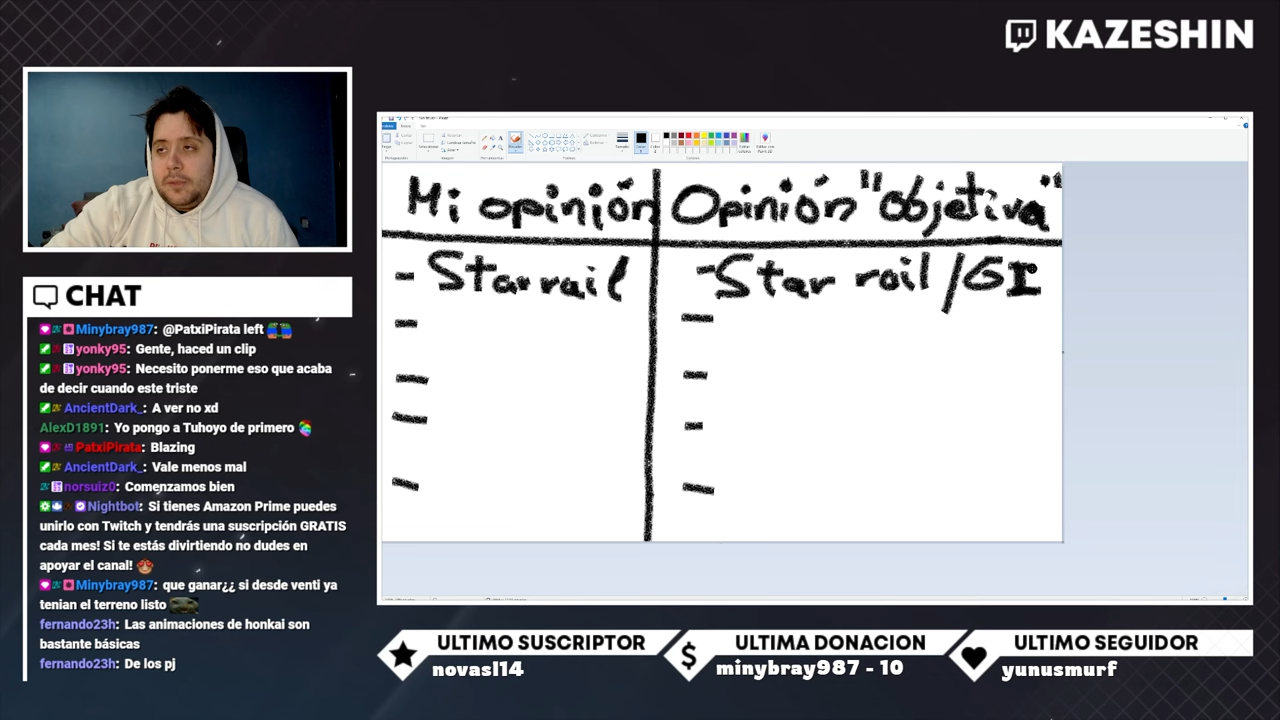 KAZESHIN
Mi opinión
Opinión "objetiva"
- Star rail
- Star rail / GI
CHAT
Minybray987: @PatxiPirata left
yonky95: Gente, haced un clip
yonky95: Necesito ponerme eso que acaba
de decir cuando este triste
AncientDark_: A ver no xd
AlexD1891: Yo pongo a Tuhoyo de primero
PatxiPirata: Blazing
AncientDark_: Vale menos mal
norsuiz0: Comenzamos bien
Nightbot: Si tienes Amazon Prime puedes
unirlo con Twitch y tendrás una suscripción GRATIS
cada mes! Si te estás divirtiendo no dudes en
apoyar el canal!
Minybray987: que ganar¿¿ si desde venti ya
tenian el terreno listo
fernando23h: Las animaciones de honkai son
bastante básicas
fernando23h: De los pj
ULTIMO SUSCRIPTOR
novasl14
ULTIMA DONACION
minybray987 - 10
ULTIMO SEGUIDOR
yunusmurf